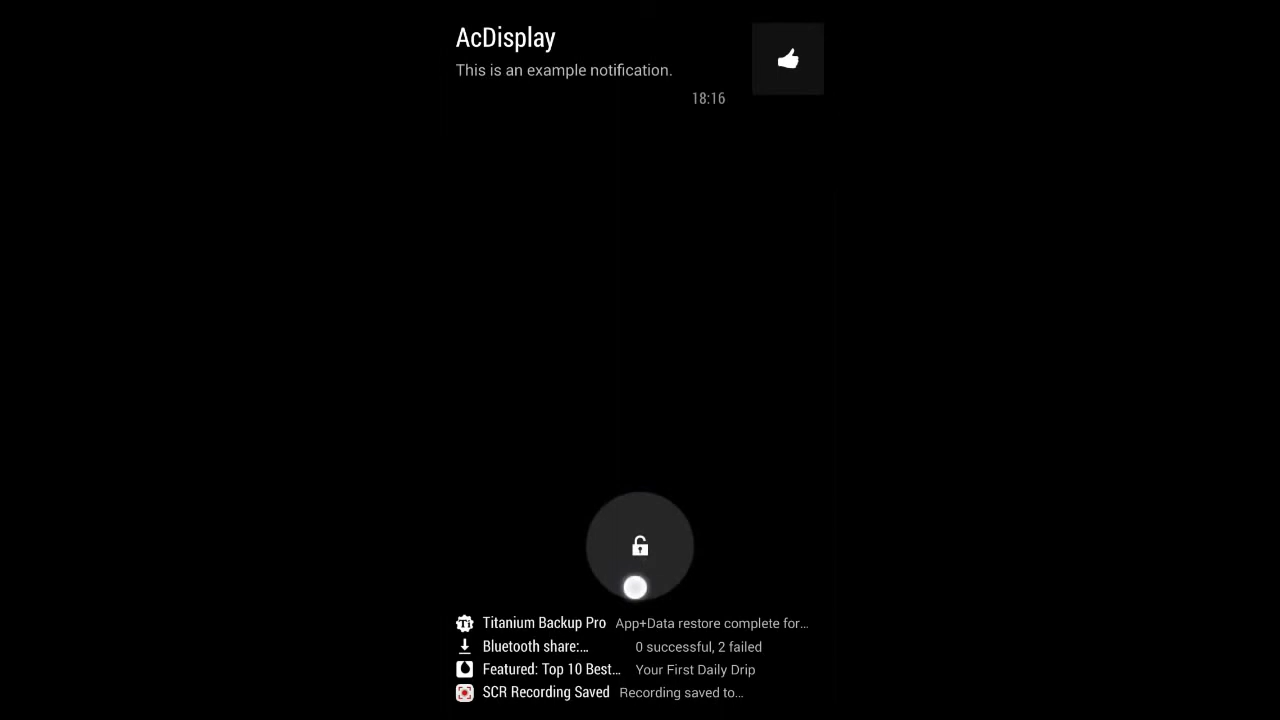 AcDisplay
This is an example notification.
18:16
Titanium Backup Pro App+Data restore complete for...
Bluetooth share:... 0 successful, 2 failed
Featured: Top 10 Best... Your First Daily Drip
SCR Recording Saved Recording saved to...